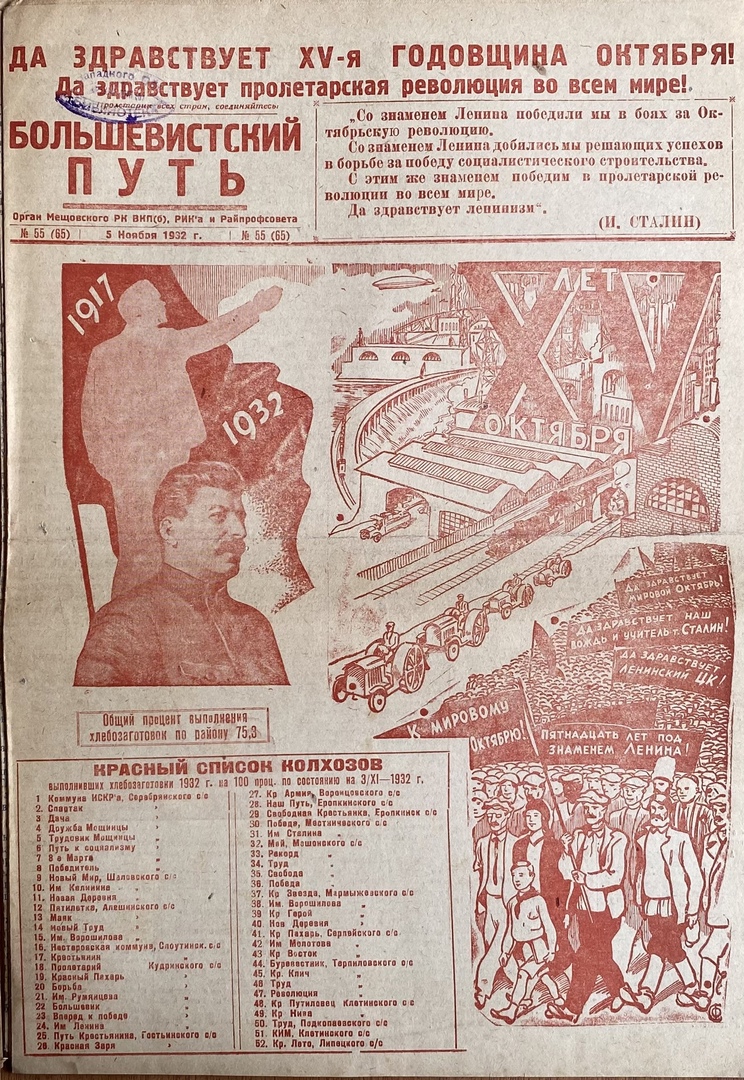 ДА ЗДРАВСТВУЕТ XV-я ГОДОВЩИНА ОКТЯБРЯ!
Да здравствует пролетарская революция во всем мире!
Пролетарии всех стран, соединяйтесь!
БОЛЬШЕВИСТСКИЙ
ПУТЬ
Орган Мещовского РК ВКП(б), РИК'а и Райпрофсовета
№ 55 (65) 5 Ноября 1932 г. № 55 (65)
„Со знаменем Ленина победили мы в боях за Ок-
тябрьскую революцию.
Со знаменем Ленина добились мы решающих успехов
в борьбе за победу социалистического строительства.
С этим же знаменем победим в пролетарской ре-
волюции во всем мире.
Да здравствует ленинизм“.
(И. СТАЛИН)
1917
1932
XV
ЛЕТ
ОКТЯБРЯ
ДА ЗДРАВСТВУЕТ
МИРОВОЙ ОКТЯБРЬ!
ДА ЗДРАВСТВУЕТ НАШ
ВОЖДЬ И УЧИТЕЛЬ т. СТАЛИН!
ДА ЗДРАВСТВУЕТ
ЛЕНИНСКИЙ ЦК!
К МИРОВОМУ
ОКТЯБРЮ!
ПЯТНАДЦАТЬ ЛЕТ ПОД
ЗНАМЕНЕМ ЛЕНИНА!
Общий процент выполнения
хлебозаготовок по району 75,3
КРАСНЫЙ СПИСОК КОЛХОЗОВ
выполнивших хлебозаготовки 1932 г. на 100 проц. по состоянию на 3/XI—1932 г.
1 Коммуна ИСКР'а, Серебрянского с/с
2. Спартак "
3 Дача "
4 Дружба Мощинцы "
5 Трудовик Мощинцы "
6 Путь к социализму "
7 8 е Марта "
8 Победитель "
9 Новый Мир, Шаловского с/с
10. Им Калинина "
11. Новая Деревня "
12 Пятилетка, Алешинского с/с
13 Маяк "
14 Новый Труд "
15. Им. Ворошилова "
16. Нестеровская коммуна, Слоутинск. с/с
17. Крестьянин "
18. Пролетарий Кудринского с/с
19. Красный Пахарь "
20 Борьба "
21. Им. Румянцева "
22 Большевик "
23 Вперед к победе "
24. Им Ленина "
25. Путь Крестьянина, Гостьинского с/с
26. Красная Заря "
27. Кр Армия, Воронцовского с/с
28. Наш Путь, Еропкинского с/с
29. Свободная Крестьянка, Еропкинск с/с
30 Победа, Местничевского с/с
31. Им Сталина "
32. Май, Мошонского с/с
33. Рекорд "
34. Труд "
35. Свобода "
36. Победа "
37. Кр Звезда, Мармыжевского с/с
38. Им. Ворошилова "
39 Кр Герой "
40 Нов Деревня "
41. Кр Пахарь, Серпейского с/с
42 Им Молотова "
43 Кр Восток "
44. Буревестник, Терпиловского с/с
45. Кр. Клич "
46 Труд "
47. Революция "
48. Кр Путиловец Клетинского с/с
49. Кр Нива "
50. Труд, Подкопаевского с/с
51. КИМ, Клетинского с/с
52. Кр. Лето, Липецкого с/с